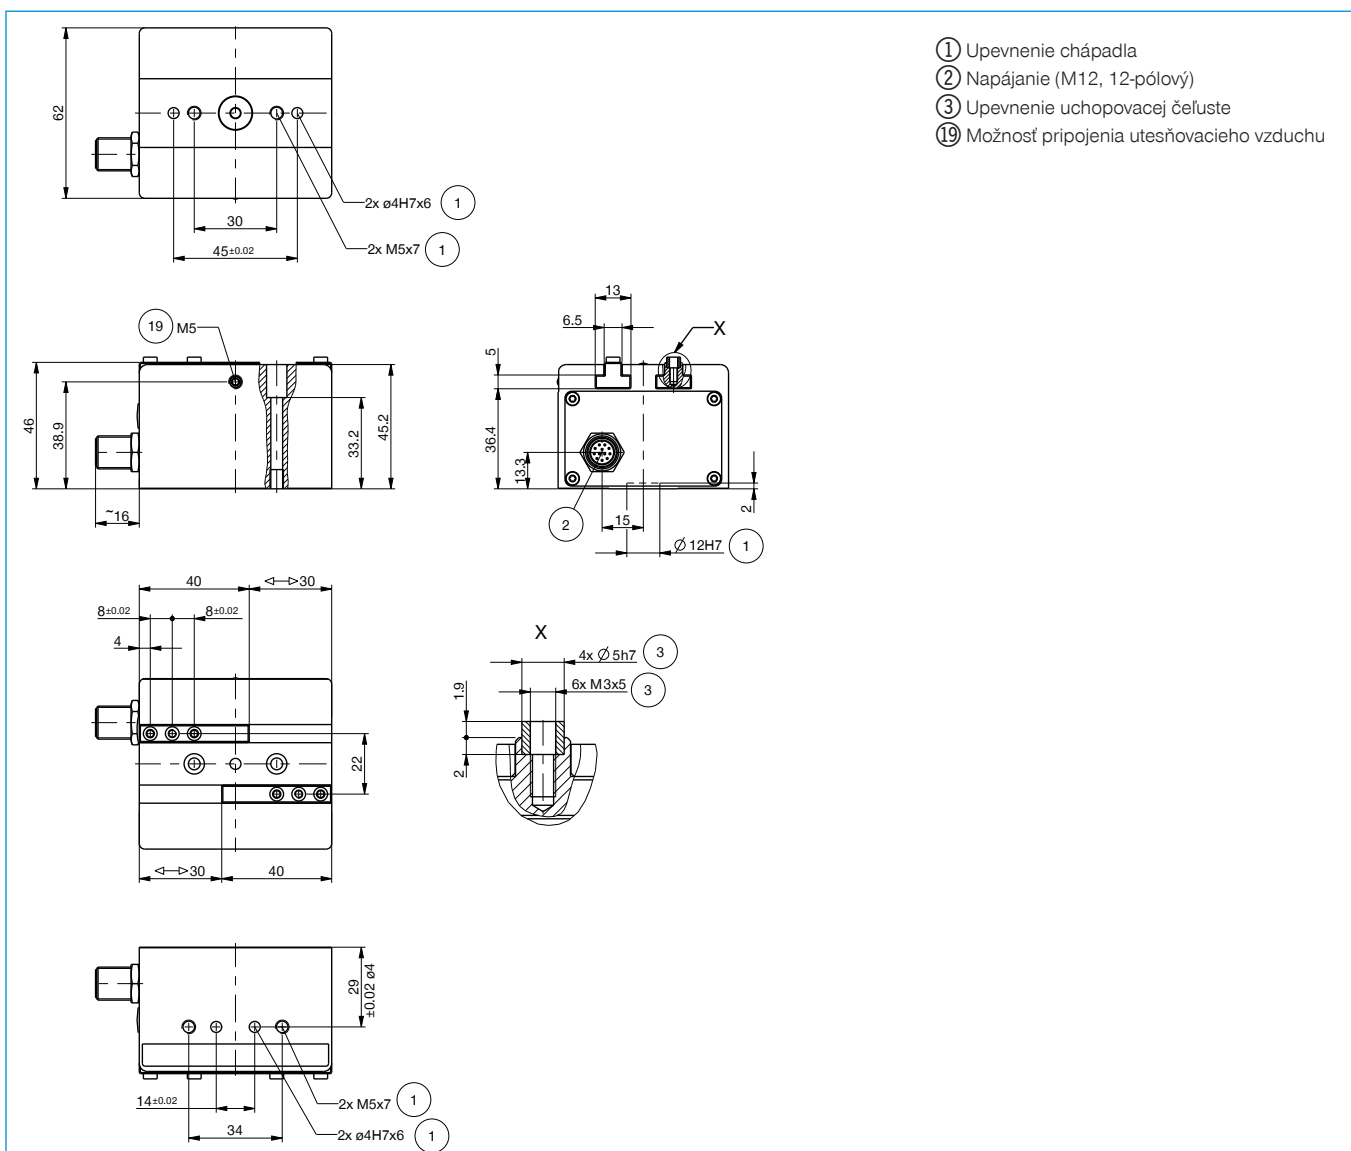 ① Upevnenie chápadla
② Napájanie (M12, 12-pólový)
③ Upevnenie uchopovacej čeľuste
⑲ Možnosť pripojenia utesňovacieho vzduchu
62
2x ø4H7x6 1
30
2x M5x7 1
45±0.02
19 M5
46
38.9
33.2
45.2
~16
13
6.5
X
5
36.4
13.3
2
2
15
Ø 12H7 1
40
30
8±0.02
8±0.02
4
22
30
40
X
4x Ø 5h7 3
6x M3x5 3
1.9
2
29
±0.02 ø4
14±0.02
2x M5x7 1
34
2x ø4H7x6 1